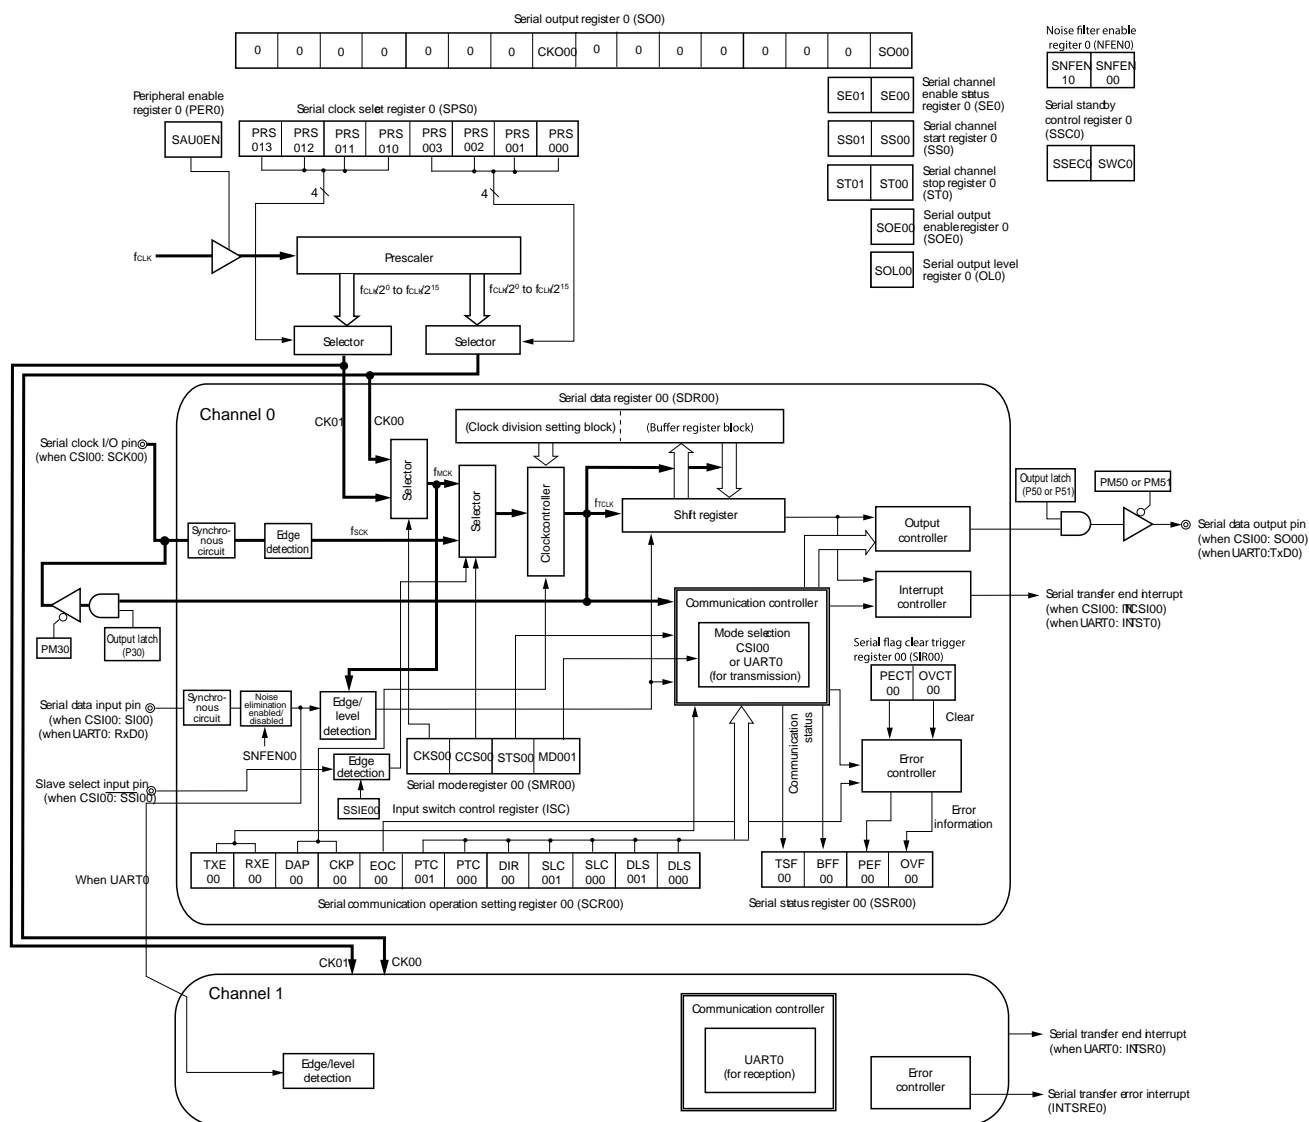 Serial output register 0 (SO0)
0 0 0 0 0 0 0 CKO00 0 0 0 0 0 0 0 SO00
Noise filter enable
regiter 0 (NFEN0)
SNFEN
10
SNFEN
00
Peripheral enable
register 0 (PER0)
SAU0EN
Serial clock select register 0 (SPS0)
PRS
013
PRS
012
PRS
011
PRS
010
PRS
003
PRS
002
PRS
001
PRS
000
4
4
SE01 SE00
Serial channel
enable status
register 0 (SE0)
SS01 SS00
Serial channel
start register 0
(SS0)
ST01 ST00
Serial channel
stop register 0
(ST0)
SOE00
Serial output
enable register 0
(SOE0)
SOL00
Serial output level
register 0 (OL0)
Serial standby
control register 0
(SSC0)
SSEC0 SWC0
fCLK
Prescaler
fCLK/2⁰ to fCLK/2¹⁵
fCLK/2⁰ to fCLK/2¹⁵
Selector
Selector
Channel 0
CK01
CK00
Serial data register 00 (SDR00)
(Clock division setting block)
(Buffer register block)
Serial clock I/O pin
(when CSI00: SCK00)
Selector
fMCK
Selector
Clock controller
fTCLK
Shift register
Synchro-
nous
circuit
Edge
detection
fSCK
Output
controller
Output latch
(P50 or P51)
PM50 or PM51
Serial data output pin
(when CSI00: SO00)
(when UART0:TxD0)
Interrupt
controller
Serial transfer end interrupt
(when CSI00: INTCSI00)
(when UART0: INTST0)
PM30
Output latch
(P30)
Communication controller
Mode selection
CSI00
or UART0
(for transmission)
Serial flag clear trigger
register 00 (SIR00)
PECT
00
OVCT
00
Clear
Communication
status
Error
controller
Error
information
Serial data input pin
(when CSI00: SI00)
(when UART0: RxD0)
Synchro-
nous
circuit
Noise
elimination
enabled/
disabled
SNFEN00
Edge/
level
detection
CKS00 CCS00 STS00 MD001
Serial mode register 00 (SMR00)
Slave select input pin
(when CSI00: SSI00)
Edge
detection
SSIE00
Input switch control register (ISC)
When UART0
TXE
00
RXE
00
DAP
00
CKP
00
EOC
00
PTC
001
PTC
000
DIR
00
SLC
001
SLC
000
DLS
001
DLS
000
Serial communication operation setting register 00 (SCR00)
TSF
00
BFF
00
PEF
00
OVF
00
Serial status register 00 (SSR00)
CK01
CK00
Channel 1
Communication controller
UART0
(for reception)
Edge/level
detection
Error
controller
Serial transfer end interrupt
(when UART0: INTSR0)
Serial transfer error interrupt
(INTSRE0)